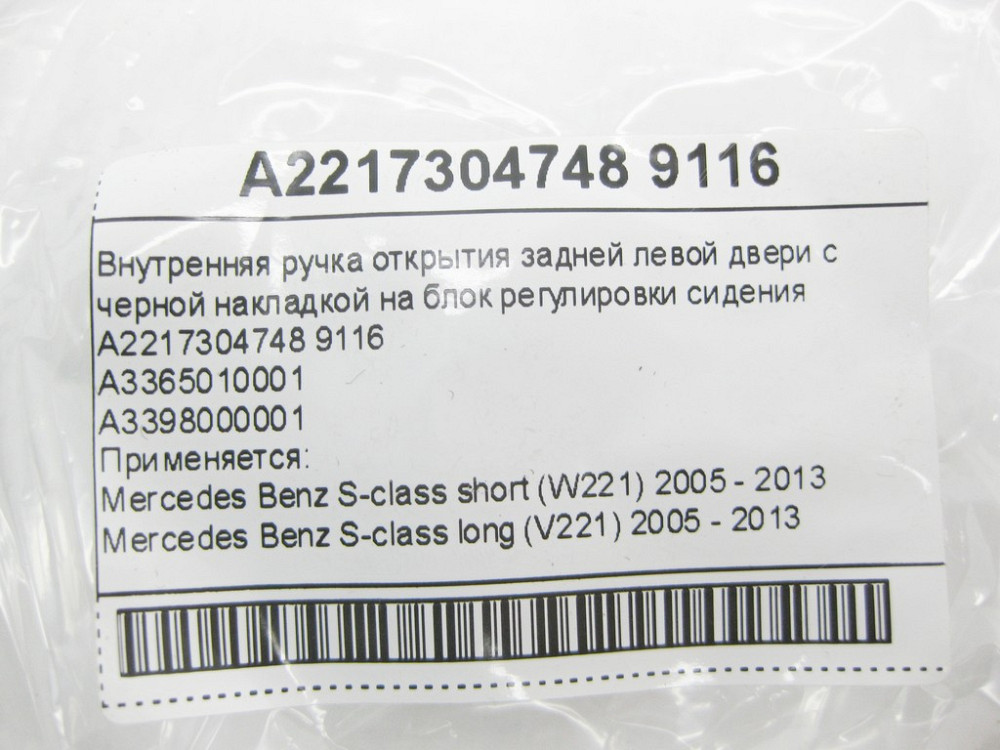 A2217304748 9116
Внутренняя ручка открытия задней левой двери с
черной накладкой на блок регулировки сидения
A2217304748 9116
A3365010001
A3398000001
Применяется:
Mercedes Benz S-class short (W221) 2005 - 2013
Mercedes Benz S-class long (V221) 2005 - 2013